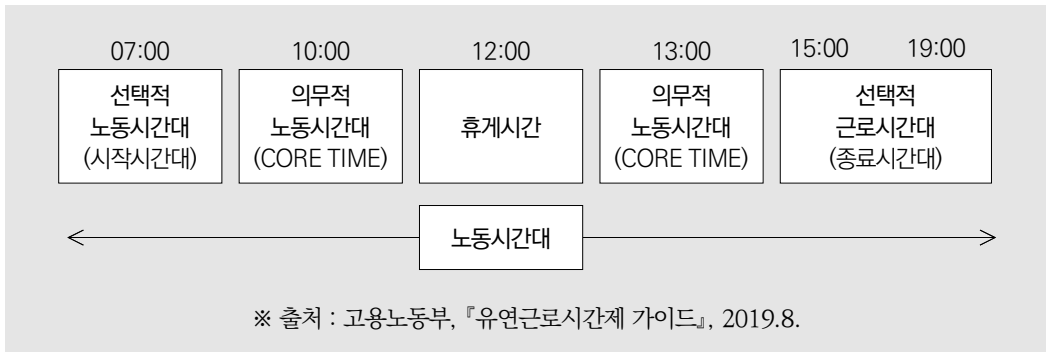 07:00 10:00 12:00 13:00 15:00 19:00
선택적
노동시간대
(시작시간대)
의무적
노동시간대
(CORE TIME)
휴게시간
의무적
노동시간대
(CORE TIME)
선택적
근로시간대
(종료시간대)
노동시간대
※ 출처 : 고용노동부, 『유연근로시간제 가이드』, 2019.8.